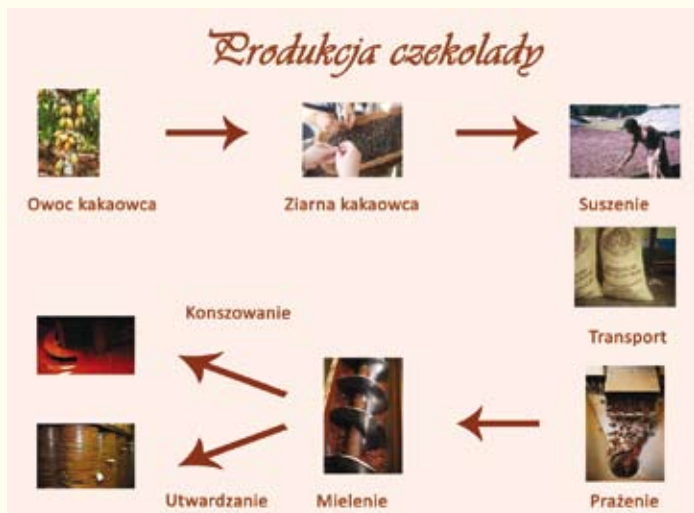 Produkcja czekolady
Owoc kakaowca
Ziarna kakaowca
Suszenie
Transport
Prażenie
Mielenie
Konszowanie
Utwardzanie